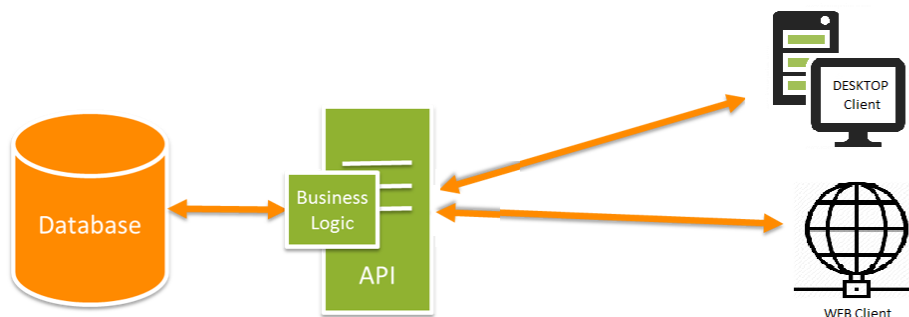 Database
Business
Logic
API
DESKTOP
Client
WEB Client